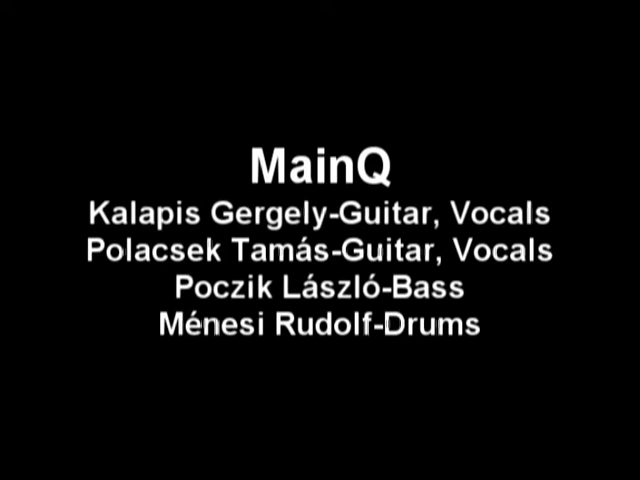 MainQ
Kalapis Gergely-Guitar, Vocals
Polacsek Tamás-Guitar, Vocals
Poczik László-Bass
Ménesi Rudolf-Drums